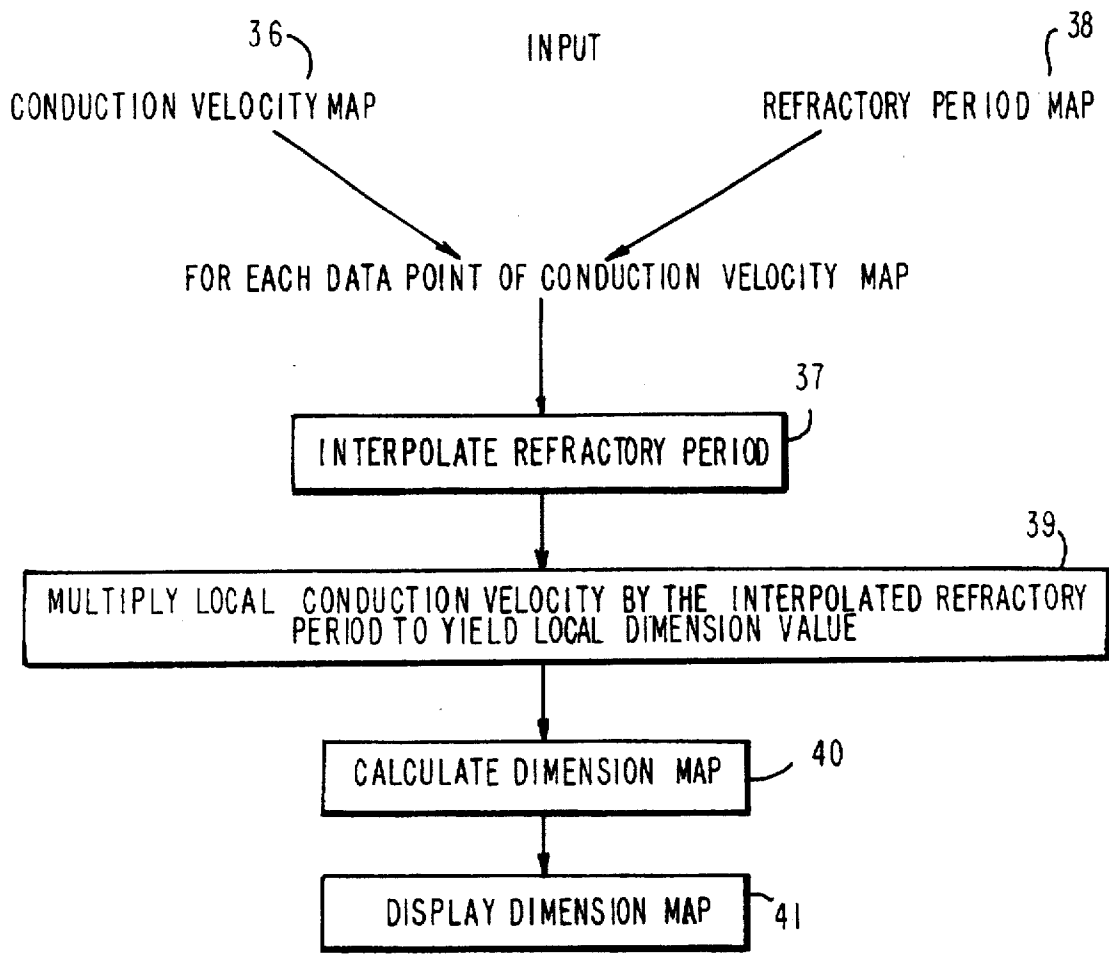 36
INPUT
38
CONDUCTION VELOCITY MAP
REFRACTORY PERIOD MAP
FOR EACH DATA POINT OF CONDUCTION VELOCITY MAP
37
INTERPOLATE REFRACTORY PERIOD
39
MULTIPLY LOCAL CONDUCTION VELOCITY BY THE INTERPOLATED REFRACTORY
PERIOD TO YIELD LOCAL DIMENSION VALUE
CALCULATE DIMENSION MAP
40
DISPLAY DIMENSION MAP
41